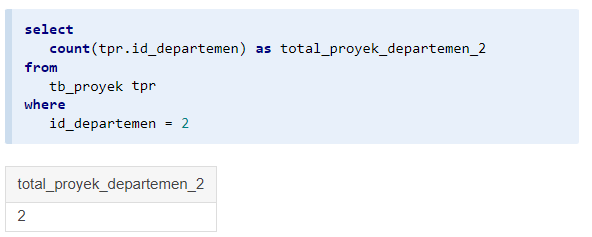 select
count(tpr.id_departemen) as total_proyek_departemen_2
from
tb_proyek tpr
where
id_departemen = 2
total_proyek_departemen_2
2